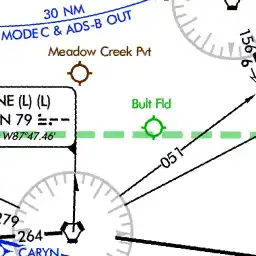 30 NM
MODE C & ADS-B OUT
Meadow Creek Pvt
156
NE (L) (L)
N 79
W87°47.46'
Bult Fld
051
279
264
CARYN